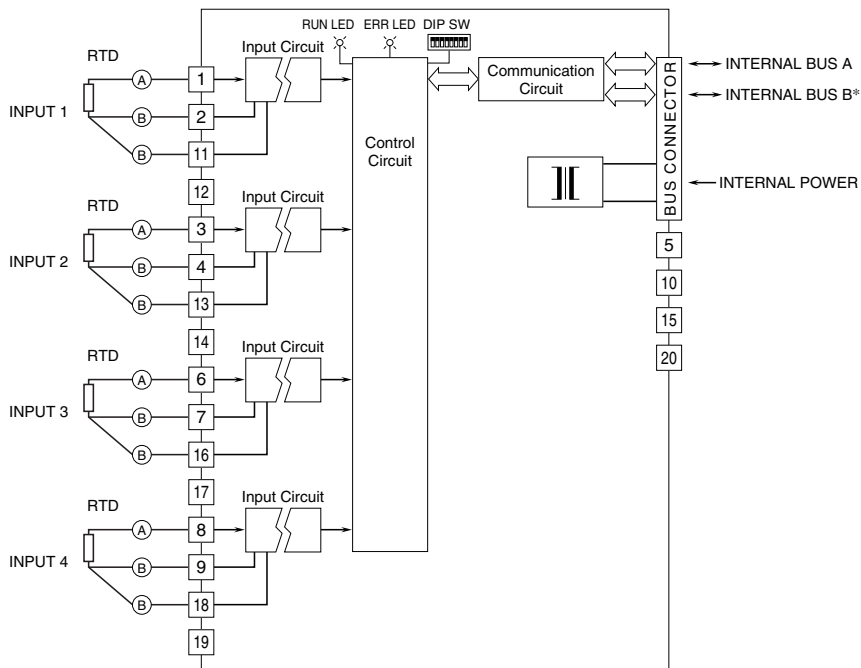 RUN LED ERR LED DIP SW
RTD
Input Circuit
INPUT 1
A
B
B
1
2
11
12
RTD
Input Circuit
INPUT 2
A
B
B
3
4
13
14
RTD
Input Circuit
INPUT 3
A
B
B
6
7
16
17
RTD
Input Circuit
INPUT 4
A
B
B
8
9
18
19
Control
Circuit
Communication
Circuit
BUS CONNECTOR
INTERNAL BUS A
INTERNAL BUS B*
INTERNAL POWER
5
10
15
20